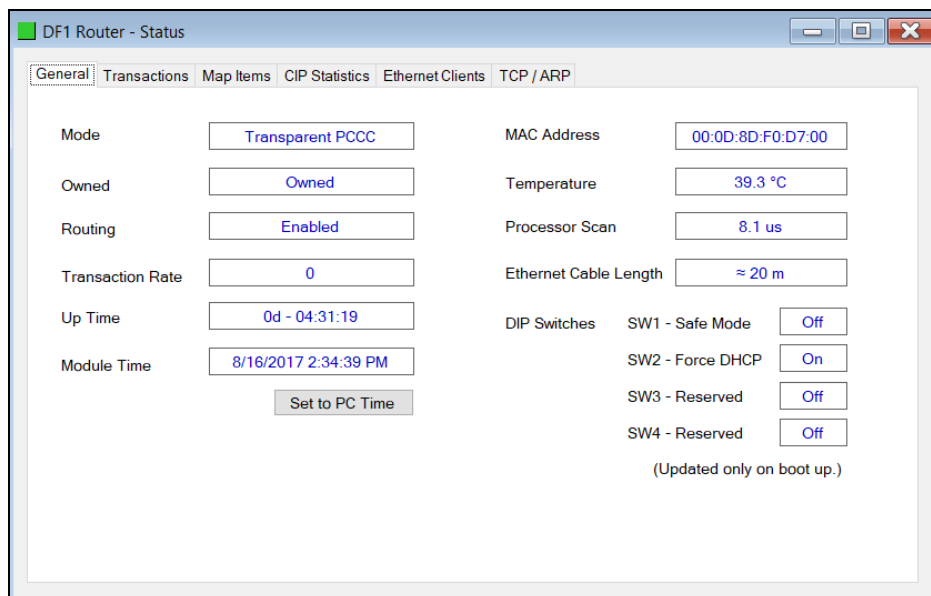 DF1 Router - Status
General Transactions Map Items CIP Statistics Ethernet Clients TCP / ARP
Mode Transparent PCCC
Owned Owned
Routing Enabled
Transaction Rate 0
Up Time 0d - 04:31:19
Module Time 8/16/2017 2:34:39 PM
Set to PC Time
MAC Address 00:0D:8D:F0:D7:00
Temperature 39.3 °C
Processor Scan 8.1 us
Ethernet Cable Length ≈ 20 m
DIP Switches SW1 - Safe Mode Off
SW2 - Force DHCP On
SW3 - Reserved Off
SW4 - Reserved Off
(Updated only on boot up.)